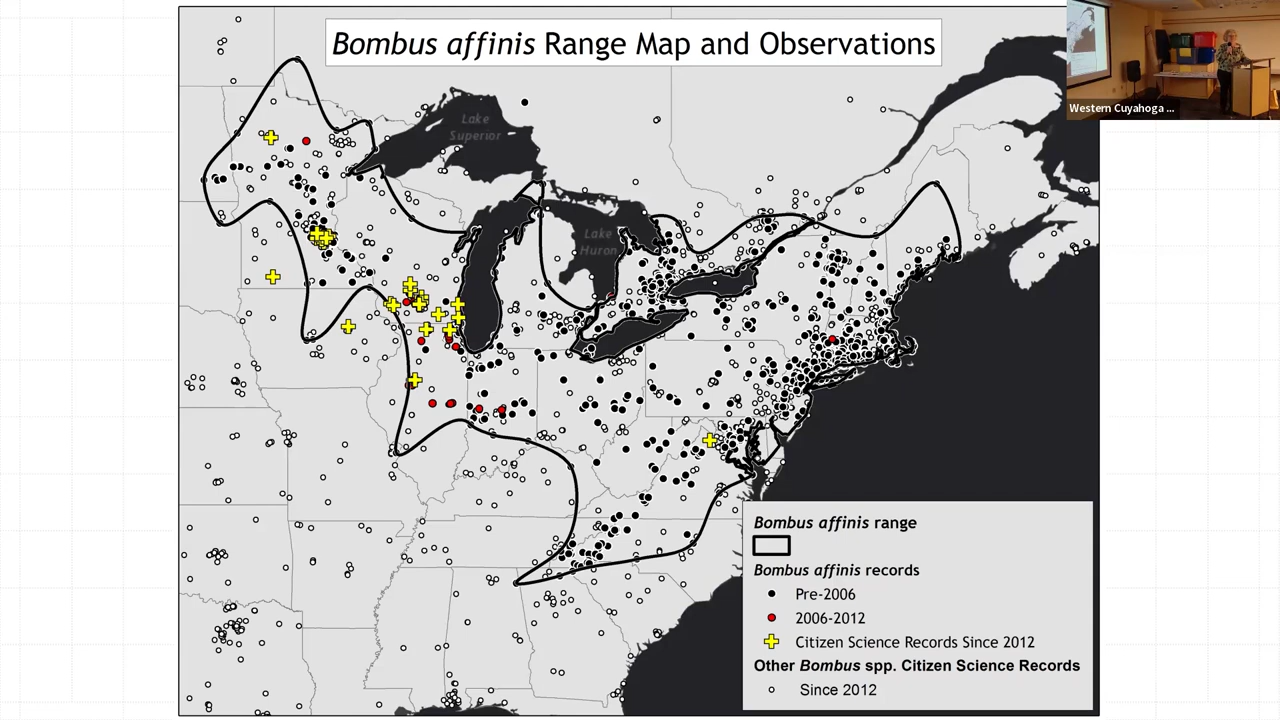 Bombus affinis Range Map and Observations
Western Cuyahoga ...
Lake
Superior
Lake
Huron
Bombus affinis range
Bombus affinis records
Pre-2006
2006-2012
Citizen Science Records Since 2012
Other Bombus spp. Citizen Science Records
Since 2012